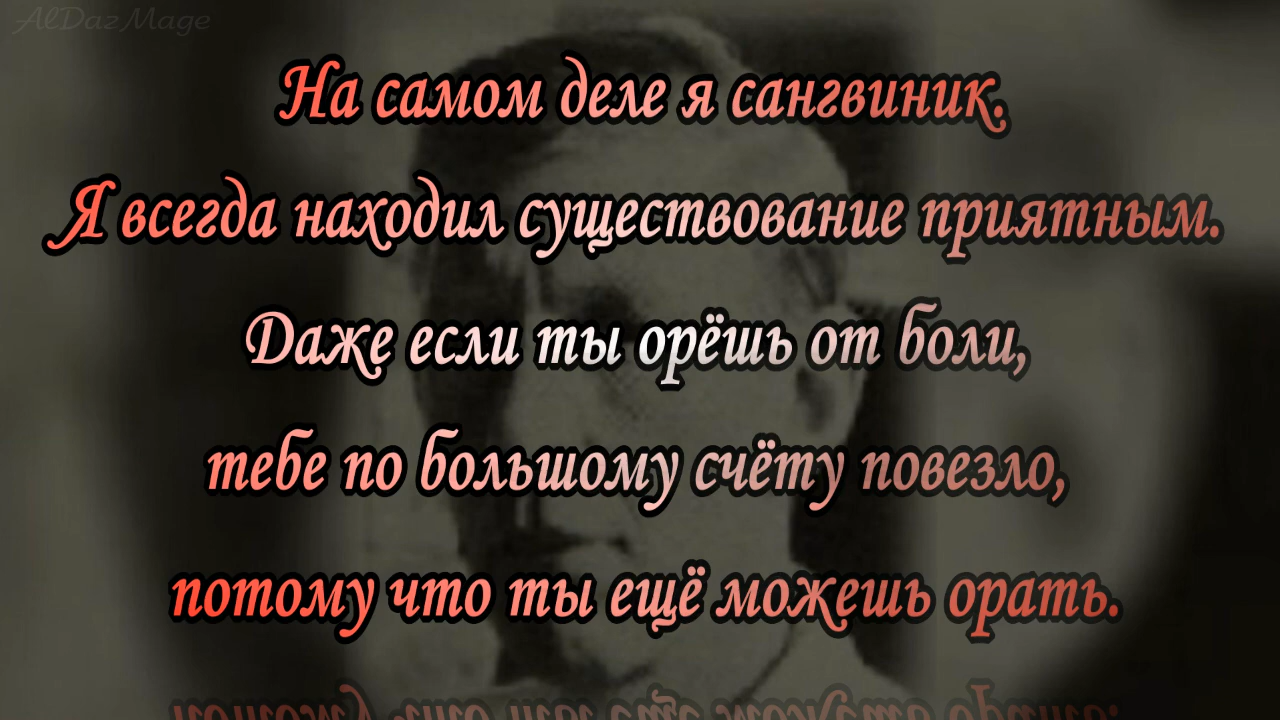 AlDazMage
На самом деле я сангвиник.
Я всегда находил существование приятным.
Даже если ты орёшь от боли,
тебе по большому счёту повезло,
потому что ты ещё можешь орать.